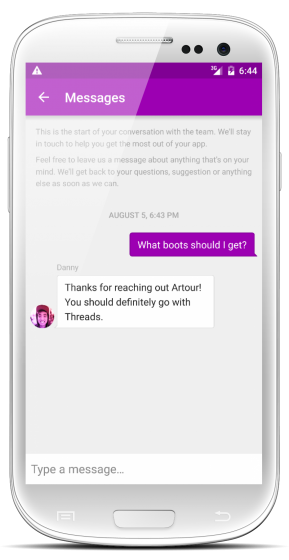 3G 6:44
Messages
This is the start of your conversation with the team. We'll stay
in touch to help you get the most out of your app.
Feel free to leave us a message about anything that's on your
mind. We'll get back to your questions, suggestion or anything
else as soon as we can.
AUGUST 5, 6:43 PM
What boots should I get?
Danny
Thanks for reaching out Artour!
You should definitely go with
Threads.
Type a message...